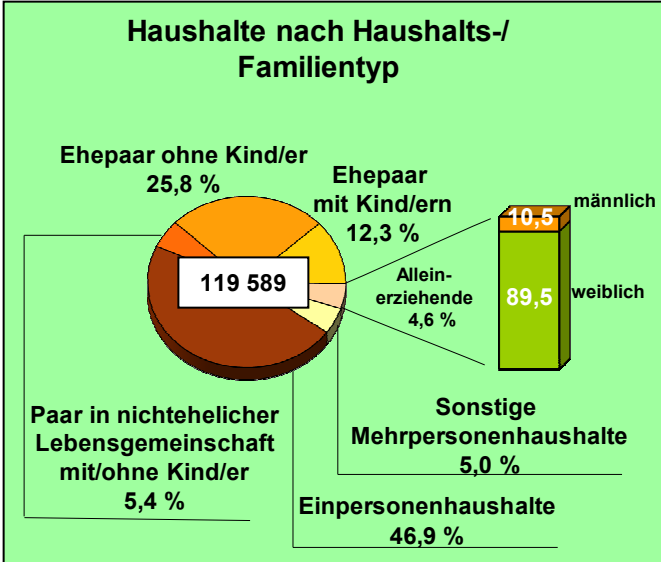 Haushalte nach Haushalts-/
Familientyp
Ehepaar ohne Kind/er
25,8 %
Ehepaar
mit Kind/ern
12,3 %
männlich
10,5
119 589
Allein-
erziehende
4,6 %
89,5
weiblich
Paar in nichtehelicher
Lebensgemeinschaft
mit/ohne Kind/er
5,4 %
Sonstige
Mehrpersonenhaushalte
5,0 %
Einpersonenhaushalte
46,9 %